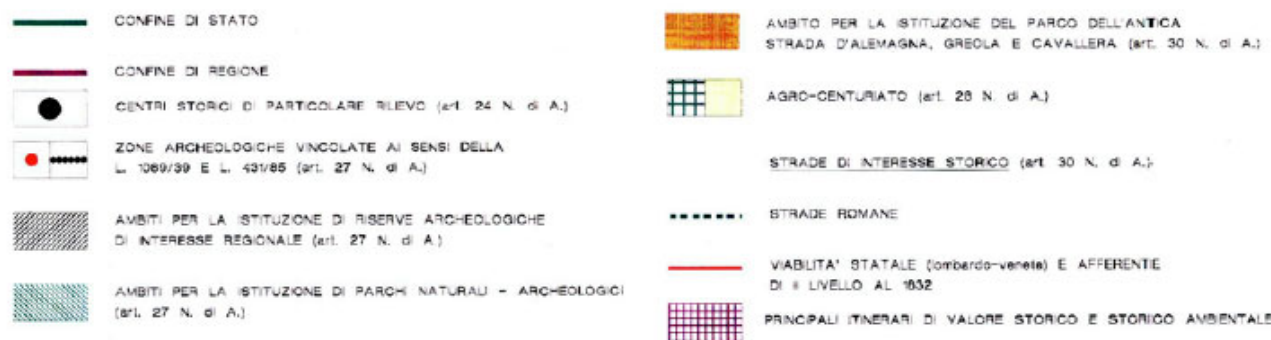 CONFINE DI STATO
CONFINE DI REGIONE
CENTRI STORICI DI PARTICOLARE RILIEVO (art. 24 N. di A.)
ZONE ARCHEOLOGICHE VINCOLATE AI SENSI DELLA
L. 1089/39 E L. 431/85 (art. 27 N. di A.)
AMBITI PER LA ISTITUZIONE DI RISERVE ARCHEOLOGICHE
DI INTERESSE REGIONALE (art. 27 N. di A.)
AMBITI PER LA ISTITUZIONE DI PARCHI NATURALI - ARCHEOLOGICI
(art. 27 N. di A.)
AMBITO PER LA ISTITUZIONE DEL PARCO DELL'ANTICA
STRADA D'ALEMAGNA, GREOLA E CAVALLERA (art. 30 N. di A.)
AGRO-CENTURIATO (art. 28 N. di A.)
STRADE DI INTERESSE STORICO (art. 30 N. di A.)
STRADE ROMANE
VIABILITA' STATALE (lombardo-veneta) E AFFERENTE
DI II LIVELLO AL 1832
PRINCIPALI ITINERARI DI VALORE STORICO E STORICO AMBIENTALE